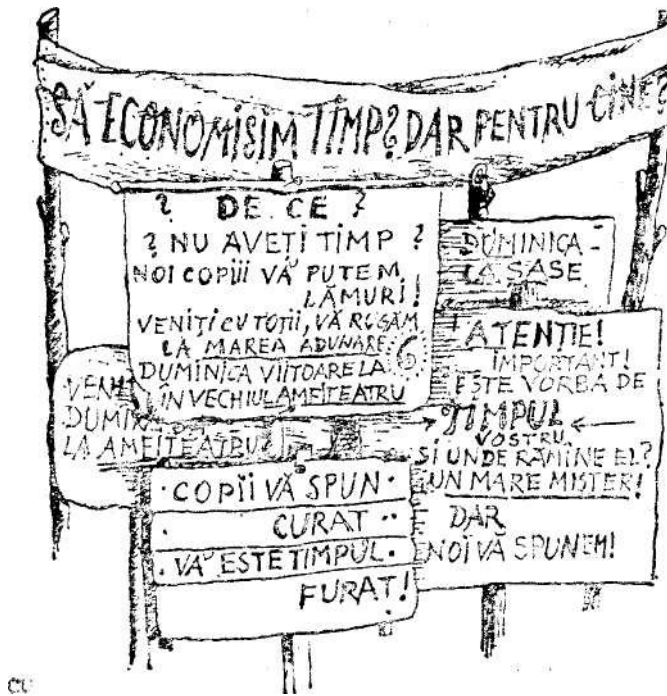 SĂ ECONOMISIM TIMP? DAR PENTRU CINE?
? DE CE ?
? NU AVEȚI TIMP ?
NOI COPIII VĂ PUTEM
LĂMURI!
VENIȚI CU TOȚII, VĂ RUGĂM
LA MAREA ADUNARE
DUMINICA VIITOARE LA 6
ÎN VECHIUL AMFITEATRU
DUMINICA
LA ȘASE
ATENȚIE!
IMPORTANT!
ESTE VORBA DE
TIMPUL
VOSTRU.
ȘI UNDE RĂMÎNE EL?
UN MARE MISTER!
DAR
NOI VĂ SPUNEM!
LA AMFITEATRU
COPIII VĂ SPUN
CURAT
VĂ ESTE TIMPUL
FURAT!